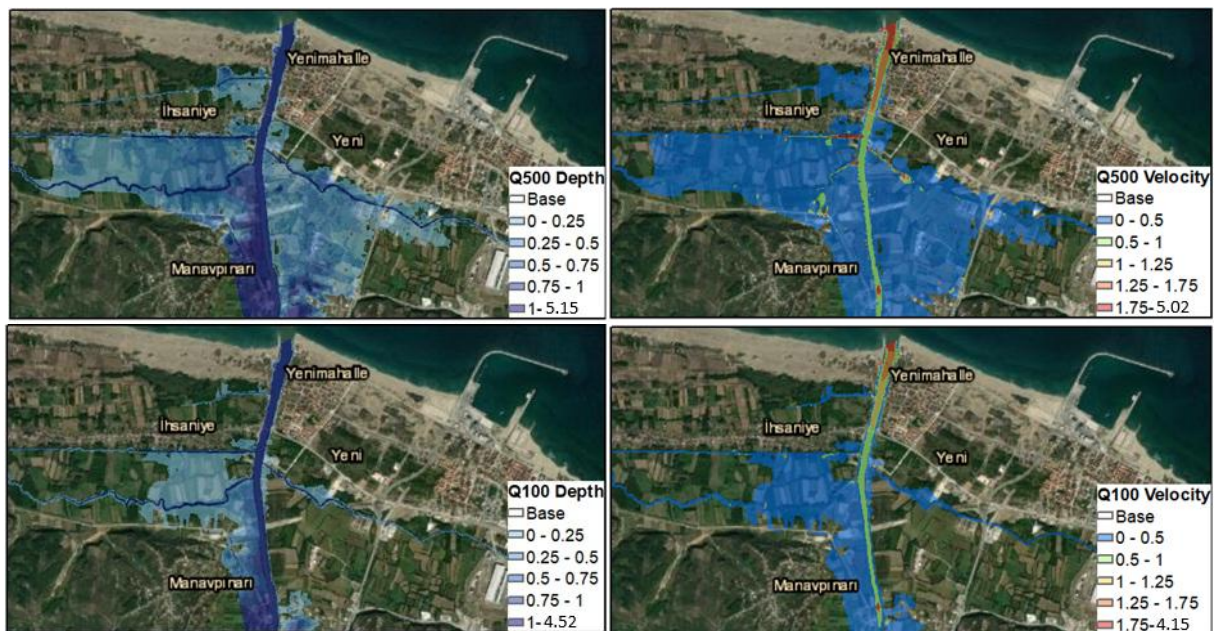 Yenimahalle
İhsaniye
Yeni
Manavpınarı
Q500 Depth
Base
0 - 0.25
0.25 - 0.5
0.5 - 0.75
0.75 - 1
1- 5.15
Yenimahalle
İhsaniye
Yeni
Manavpınarı
Q500 Velocity
Base
0 - 0.5
0.5 - 1
1 - 1.25
1.25 - 1.75
1.75- 5.02
Yenimahalle
İhsaniye
Yeni
Manavpınarı
Q100 Depth
Base
0 - 0.25
0.25 - 0.5
0.5 - 0.75
0.75 - 1
1- 4.52
Yenimahalle
İhsaniye
Yeni
Manavpınarı
Q100 Velocity
Base
0 - 0.5
0.5 - 1
1 - 1.25
1.25 - 1.75
1.75- 4.15